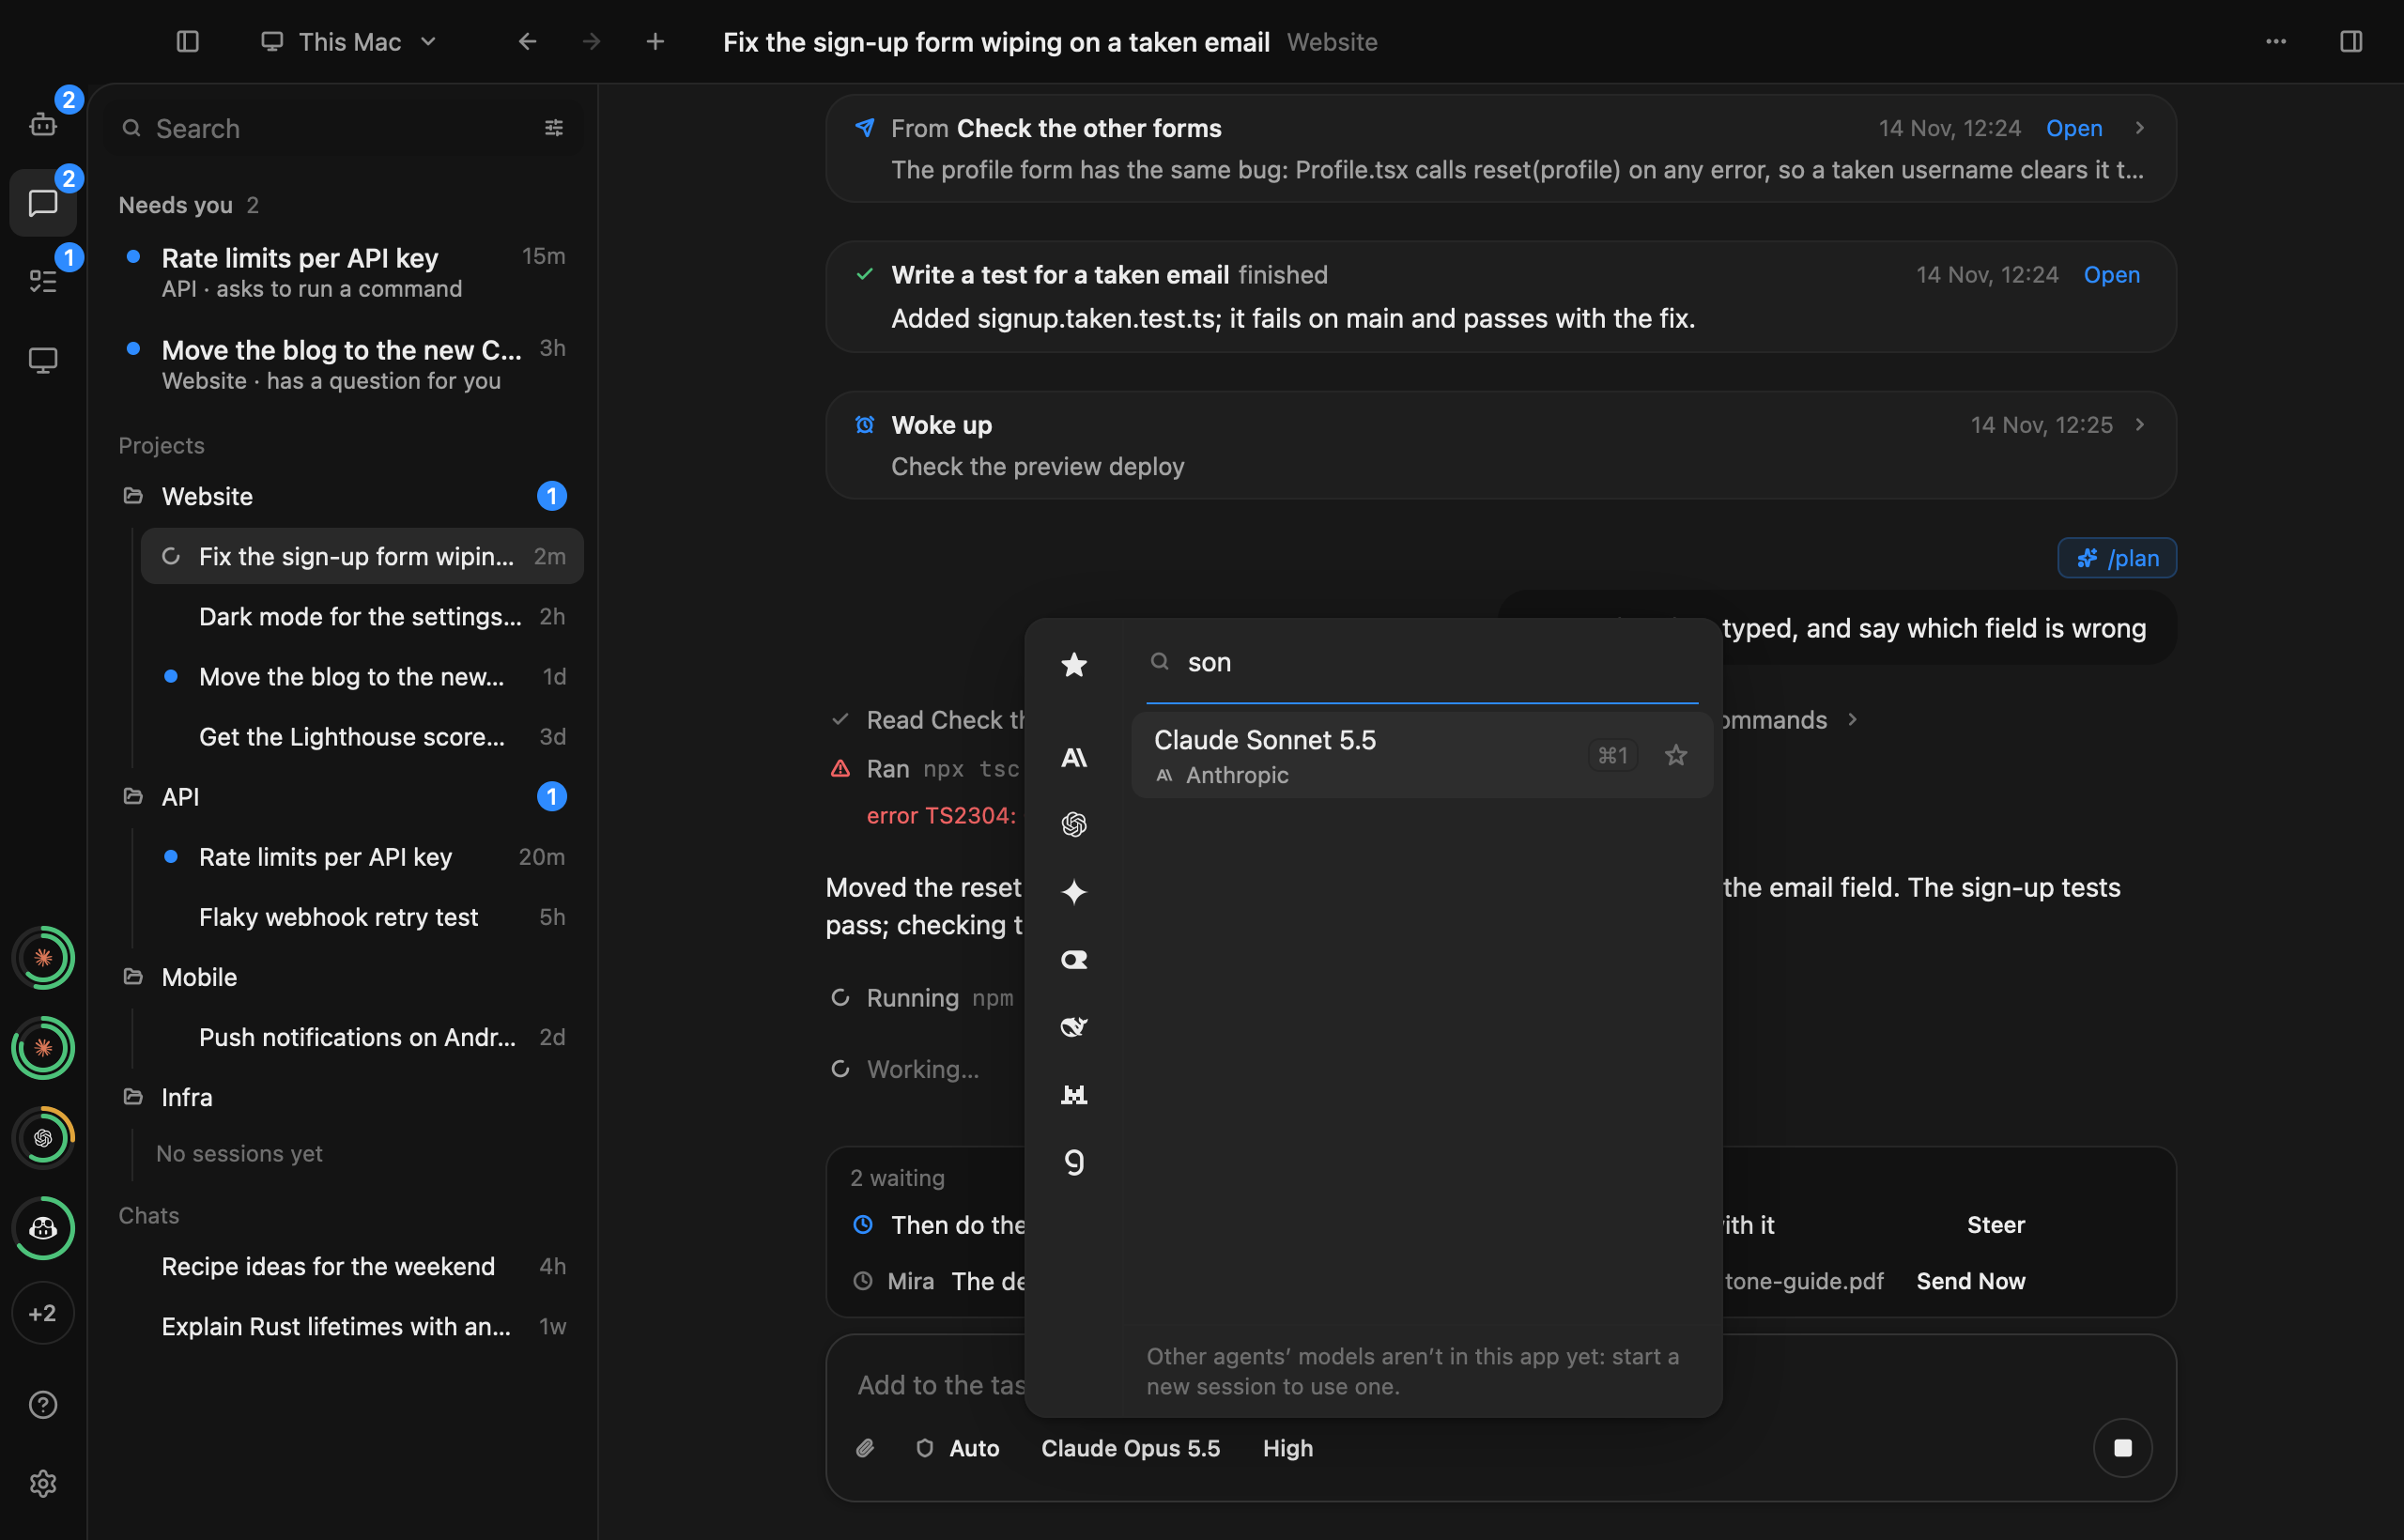 This Mac
Fix the sign-up form wiping on a taken email Website
2
2
1
Search
Needs you 2
Rate limits per API key 15m
API · asks to run a command
Move the blog to the new C... 3h
Website · has a question for you
Projects
Website 1
Fix the sign-up form wipin... 2m
Dark mode for the settings... 2h
Move the blog to the new... 1d
Get the Lighthouse score... 3d
API 1
Rate limits per API key 20m
Flaky webhook retry test 5h
Mobile
Push notifications on Andr... 2d
Infra
No sessions yet
Chats
Recipe ideas for the weekend 4h
Explain Rust lifetimes with an... 1w
+2
From Check the other forms 14 Nov, 12:24 Open
The profile form has the same bug: Profile.tsx calls reset(profile) on any error, so a taken username clears it t...
Write a test for a taken email finished 14 Nov, 12:24 Open
Added signup.taken.test.ts; it fails on main and passes with the fix.
Woke up 14 Nov, 12:25
Check the preview deploy
/plan
typed, and say which field is wrong
Read Check
Ran npx tsc
error TS2304:
Moved the reset the email field. The sign-up tests
pass; checking
Running npm
Working...
2 waiting
Then do the Steer
Mira The tone-guide.pdf Send Now
Add to the
Auto Claude Opus 5.5 High
son
Claude Sonnet 5.5 ⌘1
Anthropic
Other agents’ models aren’t in this app yet: start a
new session to use one.